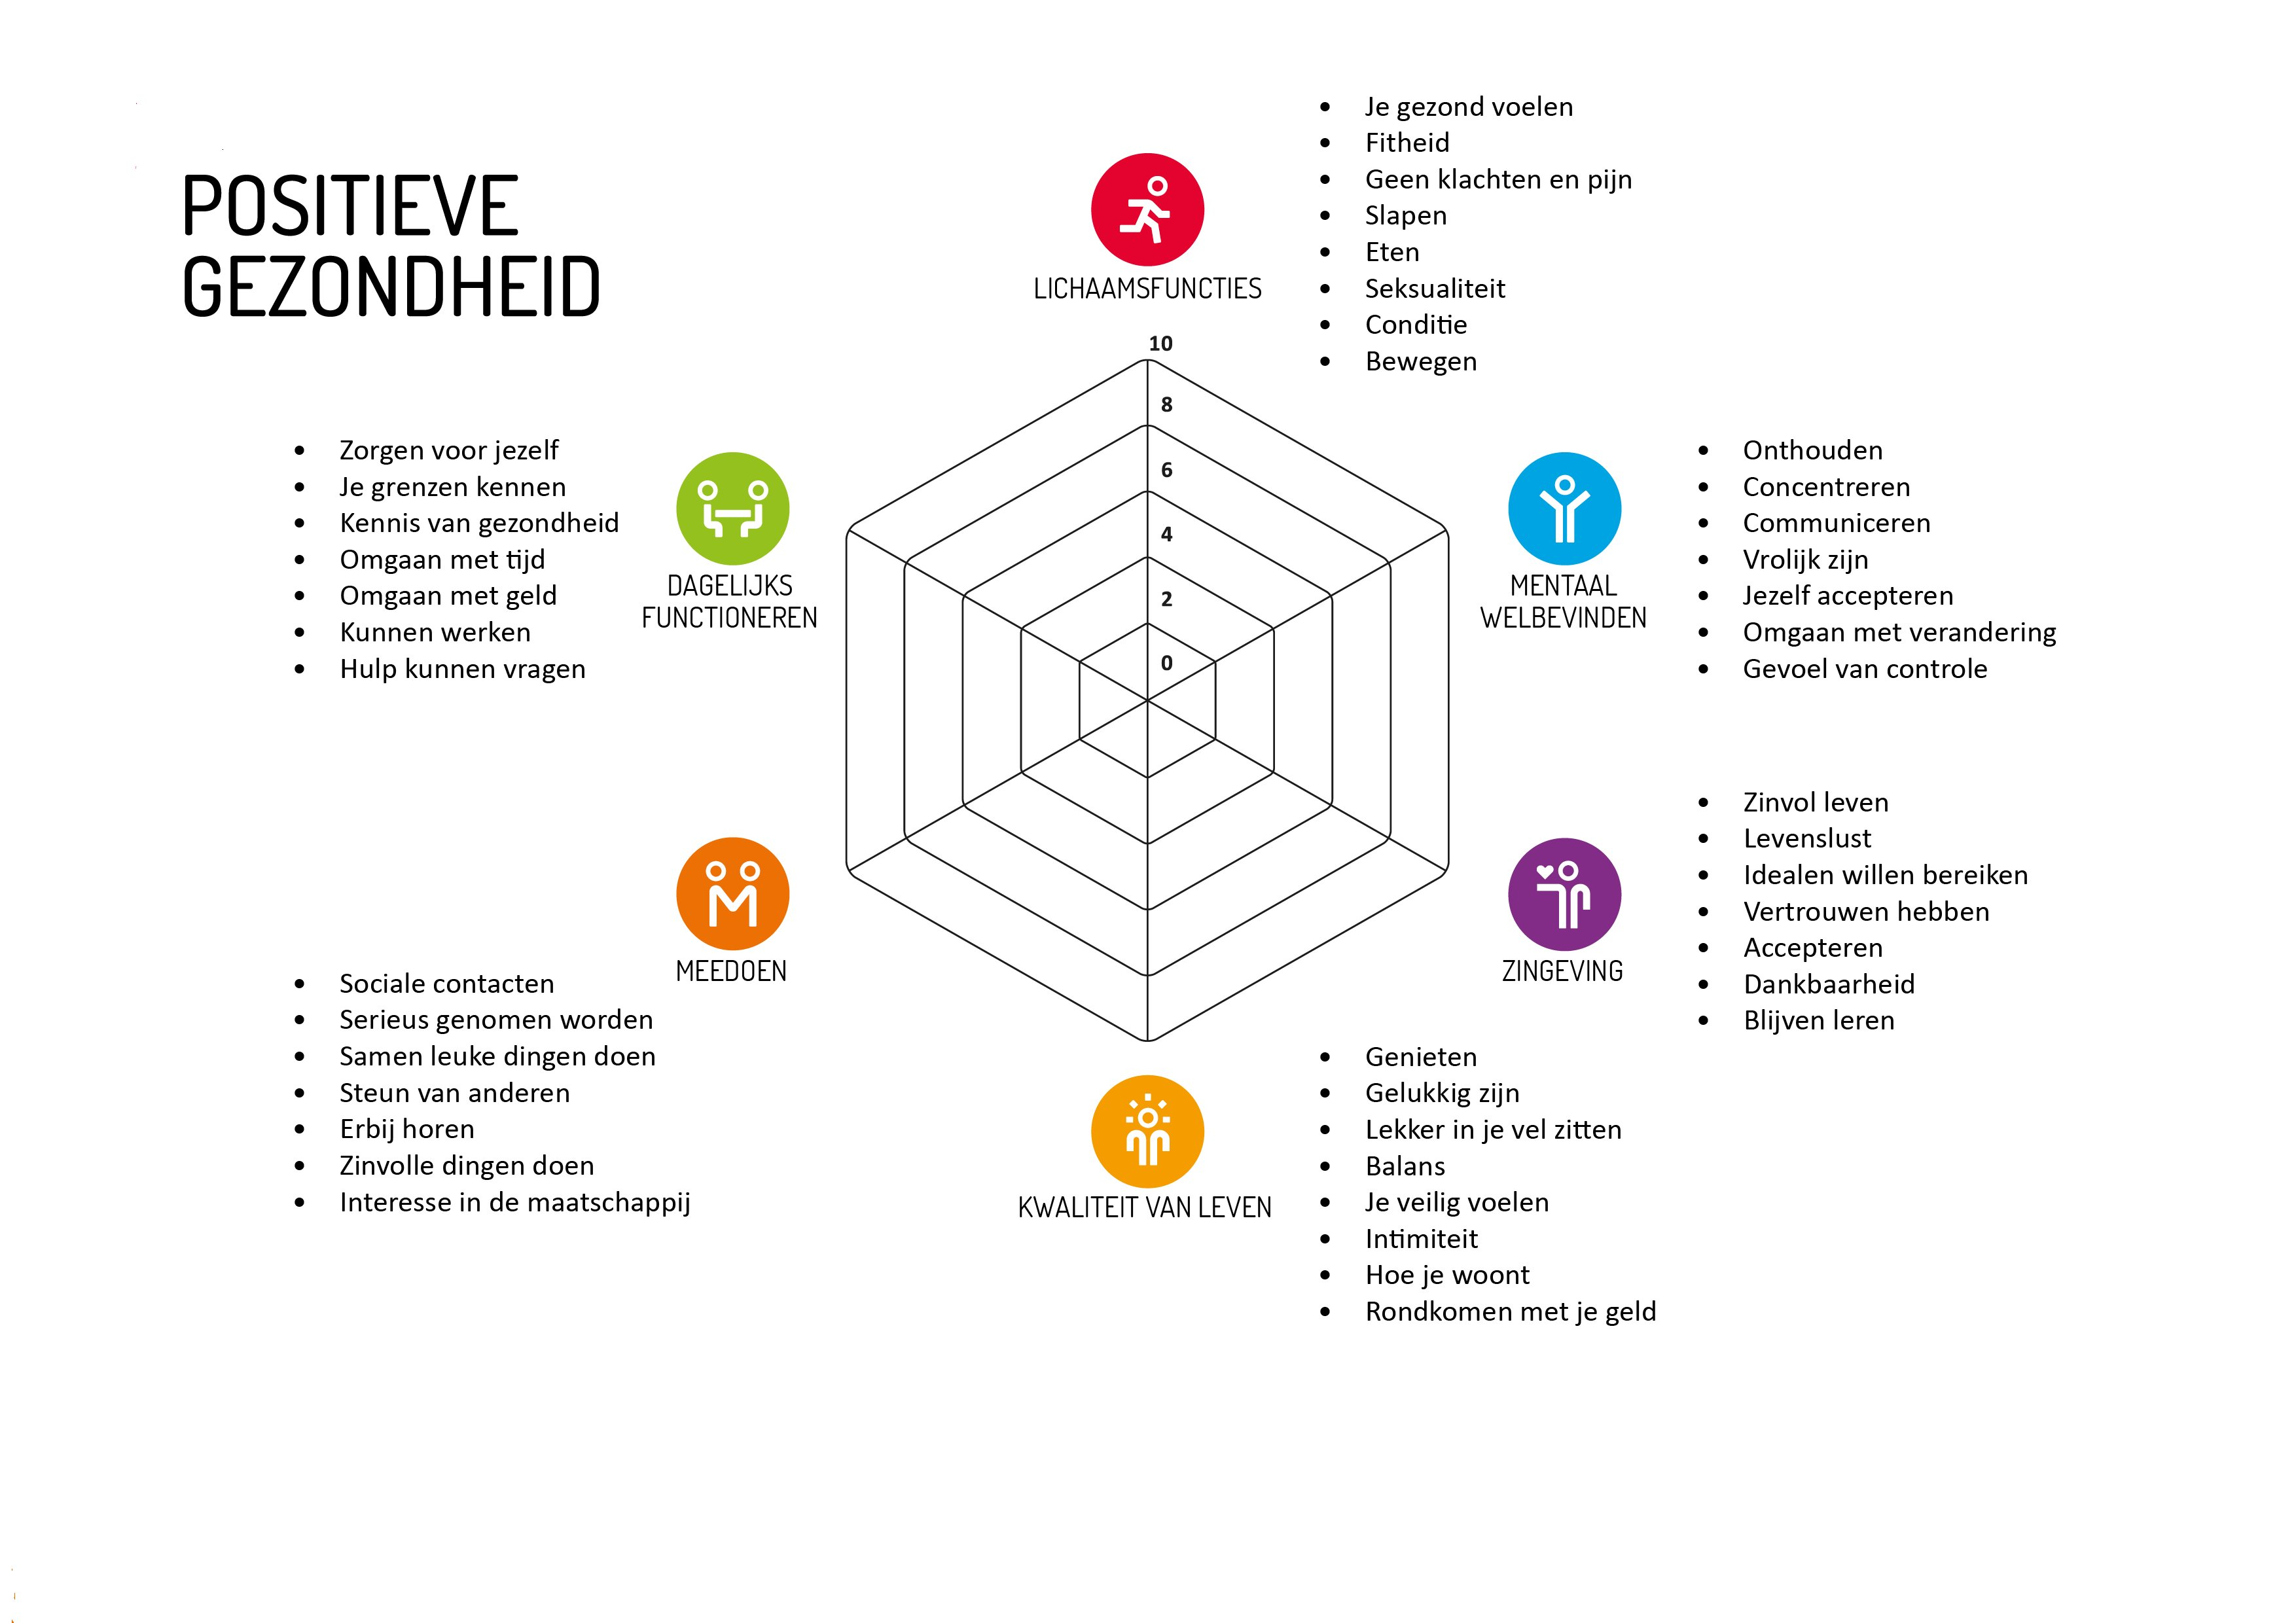 POSITIEVE
GEZONDHEID
LICHAAMSFUNCTIES
• Je gezond voelen
• Fitheid
• Geen klachten en pijn
• Slapen
• Eten
• Seksualiteit
• Conditie
• Bewegen
10
8
6
4
2
0
MENTAAL
WELBEVINDEN
• Onthouden
• Concentreren
• Communiceren
• Vrolijk zijn
• Jezelf accepteren
• Omgaan met verandering
• Gevoel van controle
ZINGEVING
• Zinvol leven
• Levenslust
• Idealen willen bereiken
• Vertrouwen hebben
• Accepteren
• Dankbaarheid
• Blijven leren
KWALITEIT VAN LEVEN
• Genieten
• Gelukkig zijn
• Lekker in je vel zitten
• Balans
• Je veilig voelen
• Intimiteit
• Hoe je woont
• Rondkomen met je geld
MEEDOEN
• Sociale contacten
• Serieus genomen worden
• Samen leuke dingen doen
• Steun van anderen
• Erbij horen
• Zinvolle dingen doen
• Interesse in de maatschappij
DAGELIJKS
FUNCTIONEREN
• Zorgen voor jezelf
• Je grenzen kennen
• Kennis van gezondheid
• Omgaan met tijd
• Omgaan met geld
• Kunnen werken
• Hulp kunnen vragen